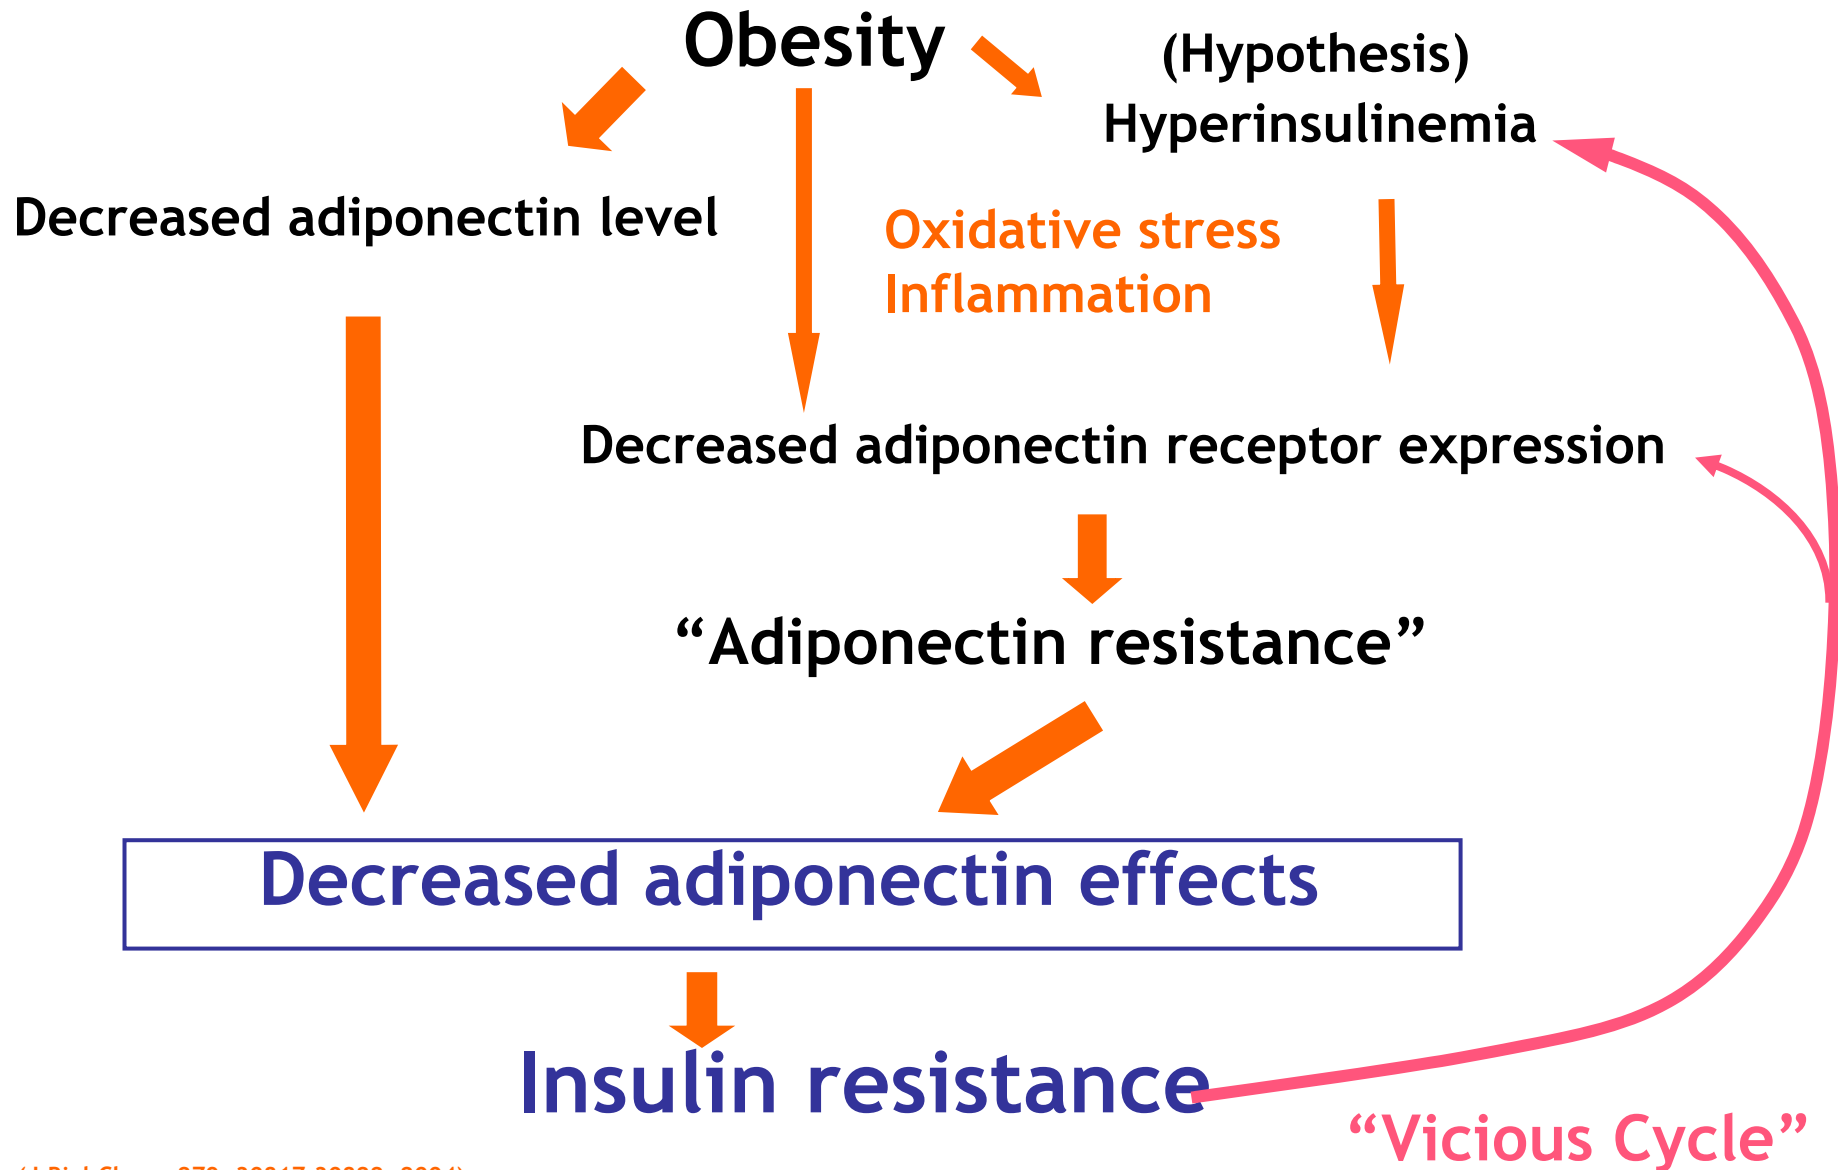 Obesity
(Hypothesis)
Hyperinsulinemia
Decreased adiponectin level
Oxidative stress
Inflammation
Decreased adiponectin receptor expression
“Adiponectin resistance”
Decreased adiponectin effects
Insulin resistance
“Vicious Cycle”